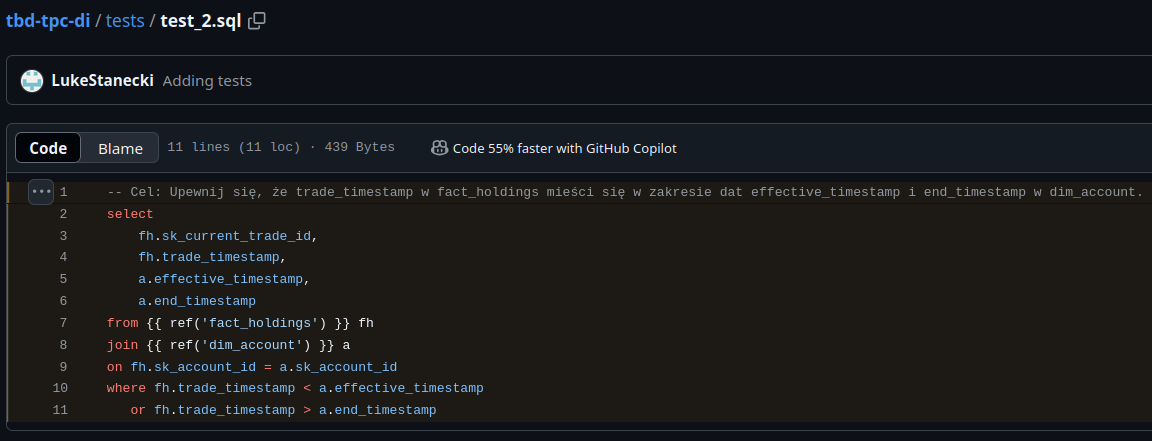 tbd-tpc-di / tests / test_2.sql
LukeStanecki Adding tests
Code Blame 11 lines (11 loc) · 439 Bytes Code 55% faster with GitHub Copilot
1 -- Cel: Upewnij się, że trade_timestamp w fact_holdings mieści się w zakresie dat effective_timestamp i end_timestamp w dim_account.
2 select
3 fh.sk_current_trade_id,
4 fh.trade_timestamp,
5 a.effective_timestamp,
6 a.end_timestamp
7 from {{ ref('fact_holdings') }} fh
8 join {{ ref('dim_account') }} a
9 on fh.sk_account_id = a.sk_account_id
10 where fh.trade_timestamp < a.effective_timestamp
11 or fh.trade_timestamp > a.end_timestamp